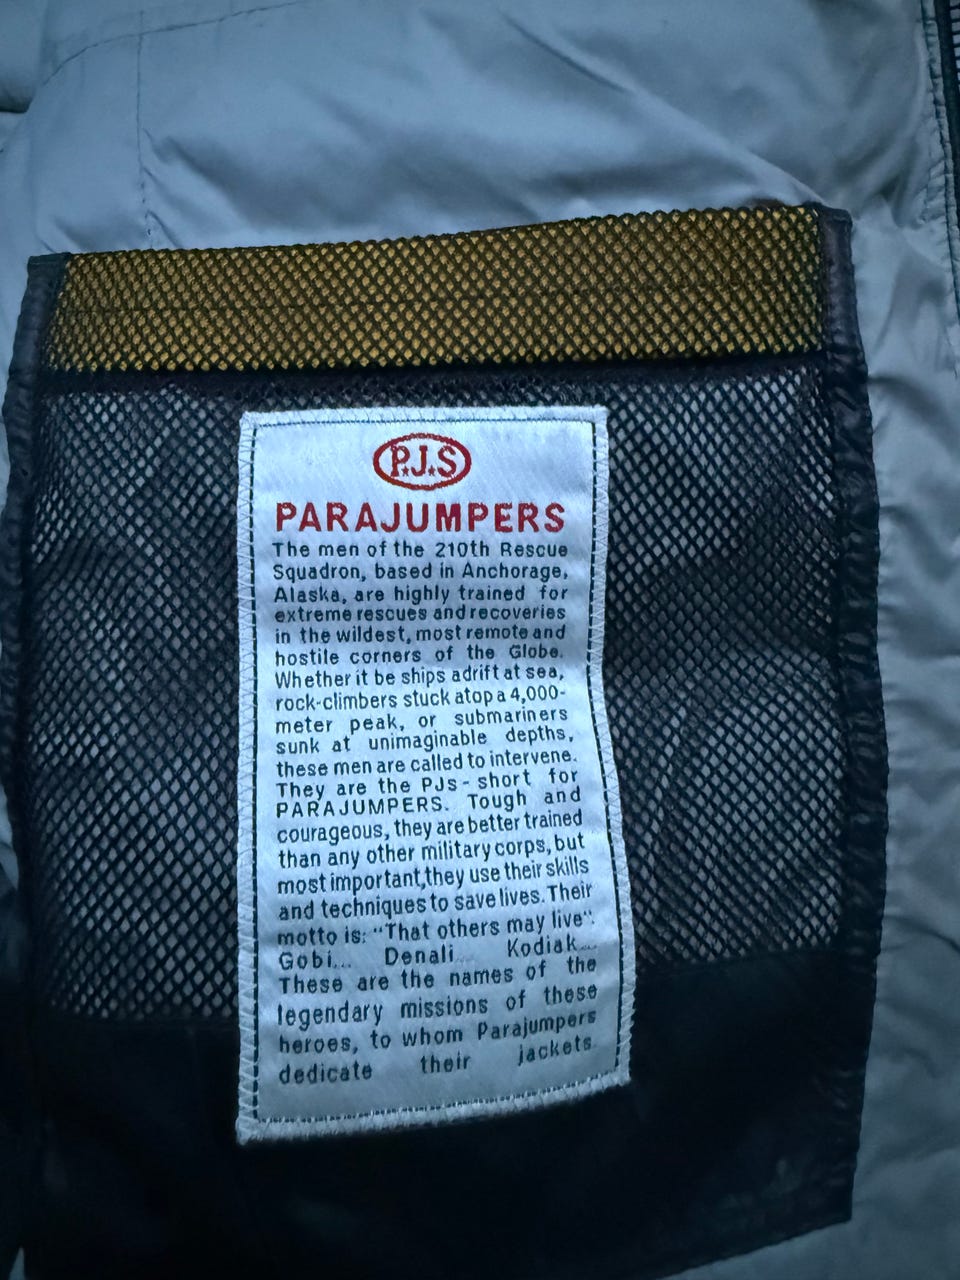 P.J.S
PARAJUMPERS
The men of the 210th Rescue
Squadron, based in Anchorage,
Alaska, are highly trained for
extreme rescues and recoveries
in the wildest, most remote and
hostile corners of the Globe.
Whether it be ships adrift at sea,
rock-climbers stuck atop a 4,000-
meter peak, or submariners
sunk at unimaginable depths,
these men are called to intervene.
They are the PJs - short for
PARAJUMPERS. Tough and
courageous, they are better trained
than any other military corps, but
most important,they use their skills
and techniques to save lives. Their
motto is: "That others may live".
Gobi... Denali... Kodiak...
These are the names of the
legendary missions of these
heroes, to whom Parajumpers
dedicate their jackets.